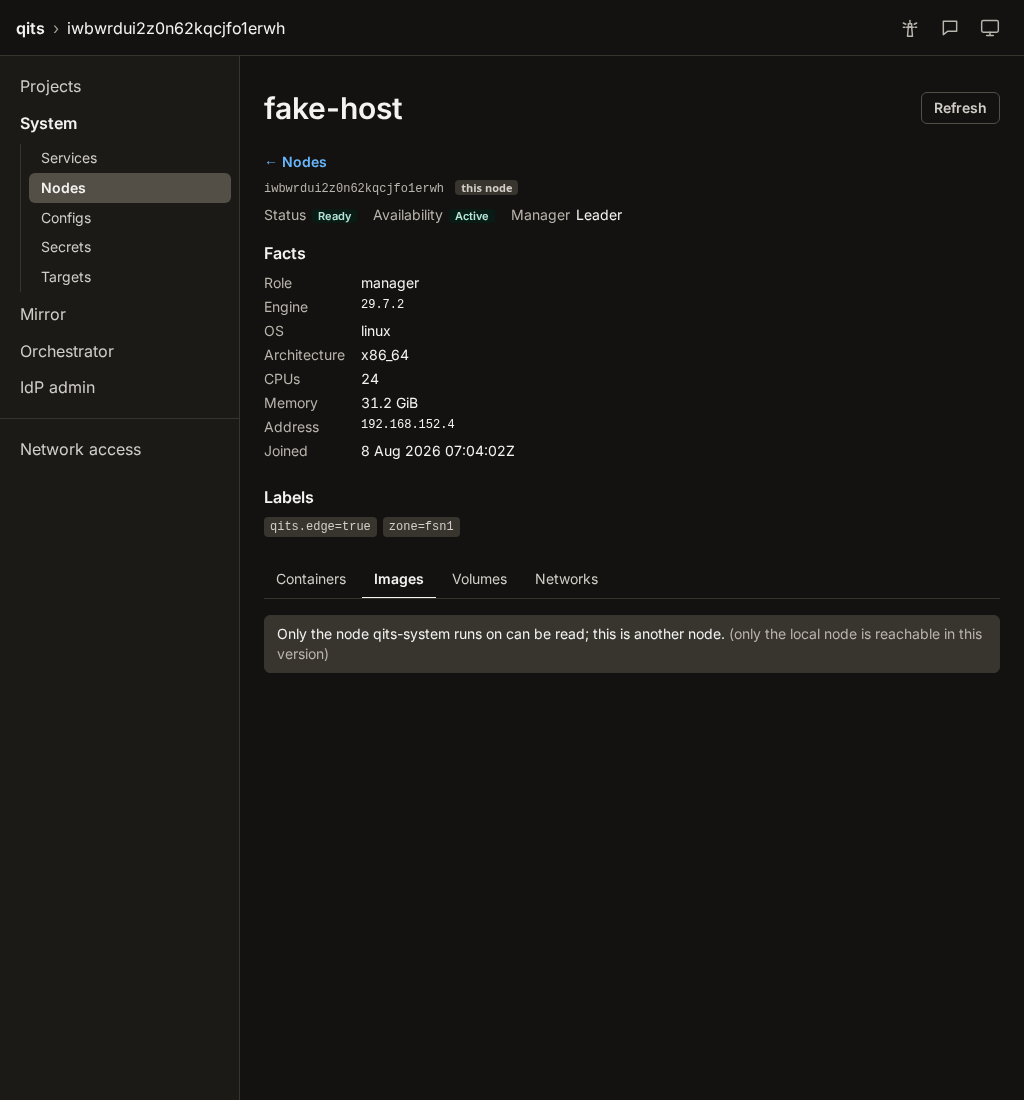 qits › iwbwrdui2z0n62kqcjfo1erwh
Projects
System
Services
Nodes
Configs
Secrets
Targets
Mirror
Orchestrator
IdP admin
Network access
fake-host
Refresh
← Nodes
iwbwrdui2z0n62kqcjfo1erwh this node
Status Ready Availability Active Manager Leader
Facts
Role manager
Engine 29.7.2
OS linux
Architecture x86_64
CPUs 24
Memory 31.2 GiB
Address 192.168.152.4
Joined 8 Aug 2026 07:04:02Z
Labels
qits.edge=true zone=fsn1
Containers Images Volumes Networks
Only the node qits-system runs on can be read; this is another node. (only the local node is reachable in this
version)